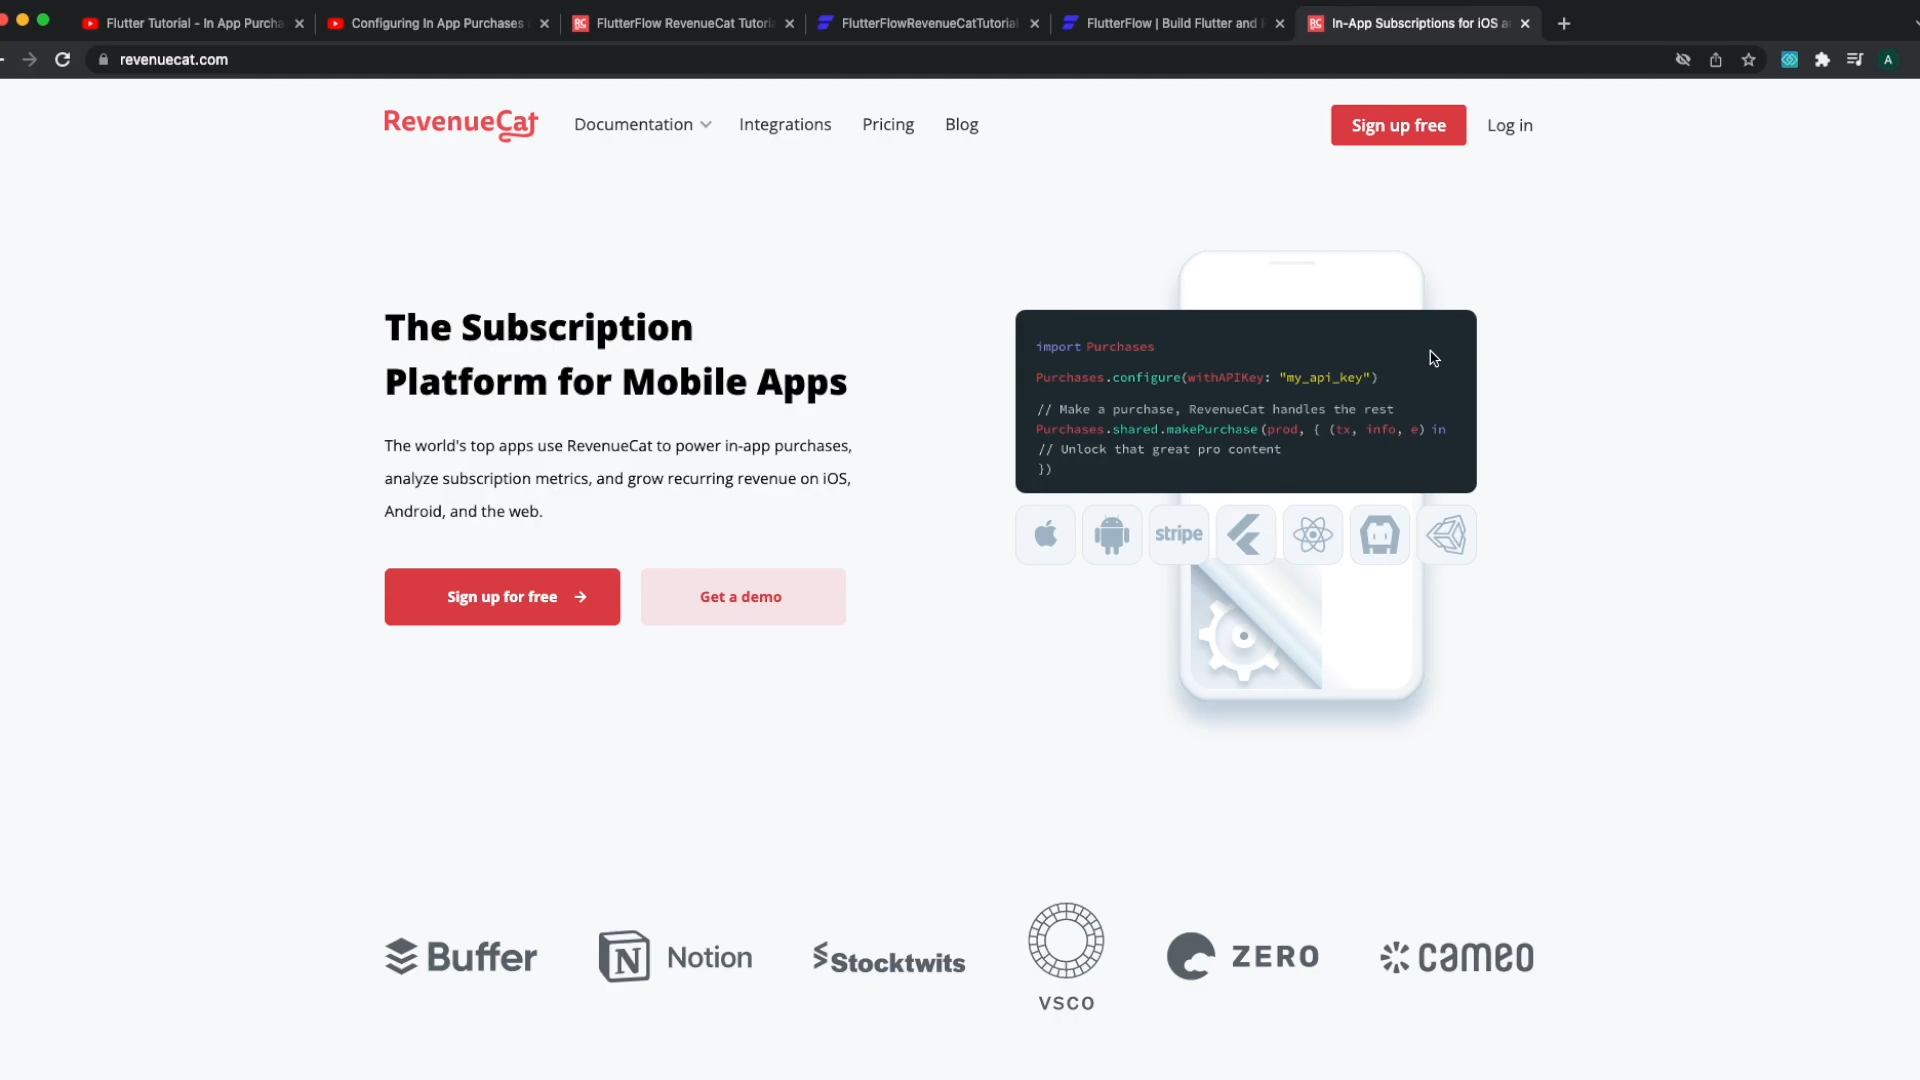 Flutter Tutorial - In App Purcha
Configuring In App Purchases
FlutterFlow RevenueCat Tutori
FlutterFlowRevenueCatTutorial
FlutterFlow | Build Flutter and
In-App Subscriptions for iOS a
revenuecat.com
A
RevenueCat
Documentation
Integrations
Pricing
Blog
Sign up free
Log in
The Subscription
Platform for Mobile Apps
The world's top apps use RevenueCat to power in-app purchases,
analyze subscription metrics, and grow recurring revenue on iOS,
Android, and the web.
Sign up for free →
Get a demo
import Purchases
Purchases.configure(withAPIKey: "my_api_key")
// Make a purchase, RevenueCat handles the rest
Purchases.shared.makePurchase(prod, { (tx, info, e) in
// Unlock that great pro content
})
stripe
Buffer
Notion
Stocktwits
VSCO
ZERO
cameo